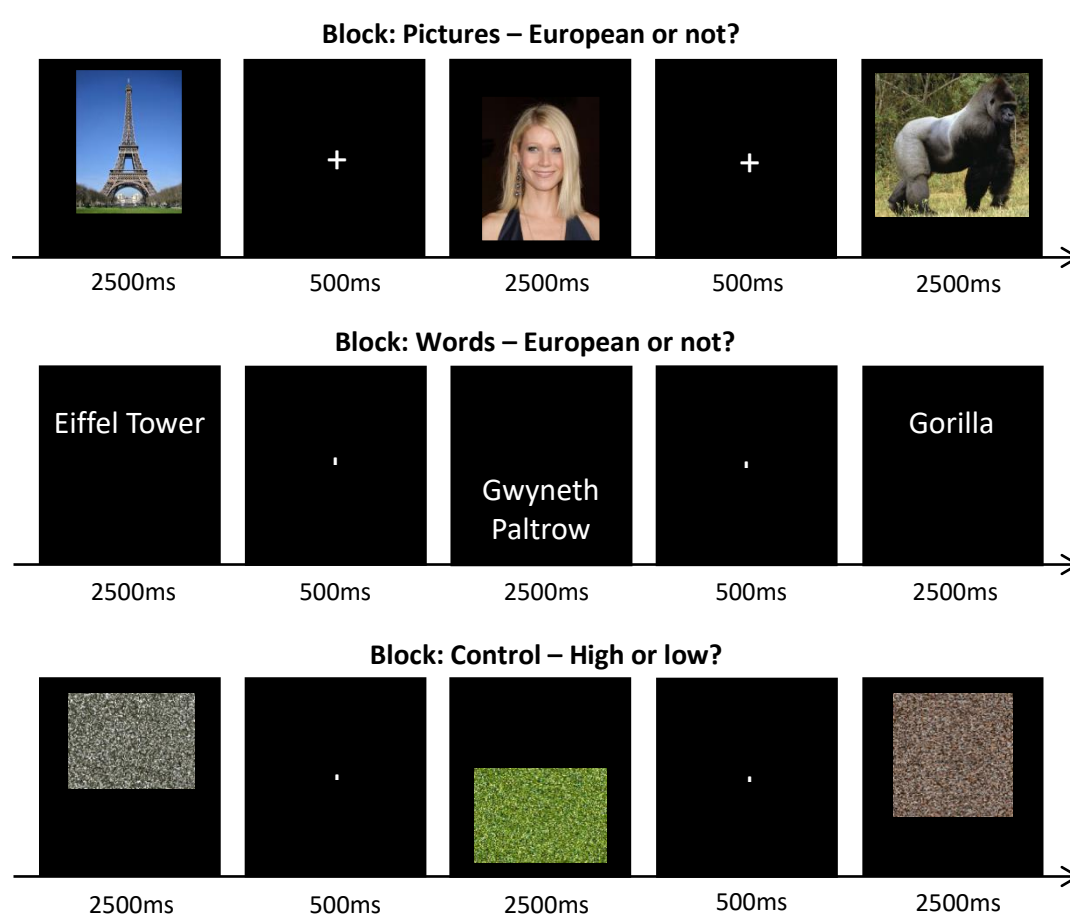 Block: Pictures – European or not?
+
+
2500ms 500ms 2500ms 500ms 2500ms
Block: Words – European or not?
Eiffel Tower
Gwyneth
Paltrow
Gorilla
2500ms 500ms 2500ms 500ms 2500ms
Block: Control – High or low?
2500ms 500ms 2500ms 500ms 2500ms